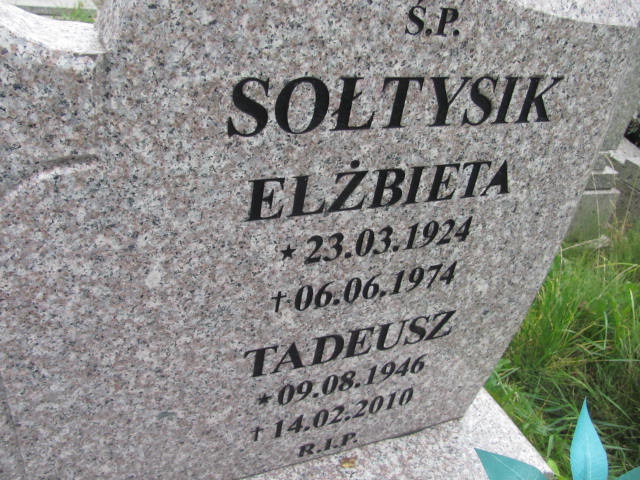 S.P.
SOŁTYSIK
ELŻBIETA
★ 23.03.1924
† 06.06.1974
TADEUSZ
★ 09.08.1946
† 14.02.2010
R.I.P.